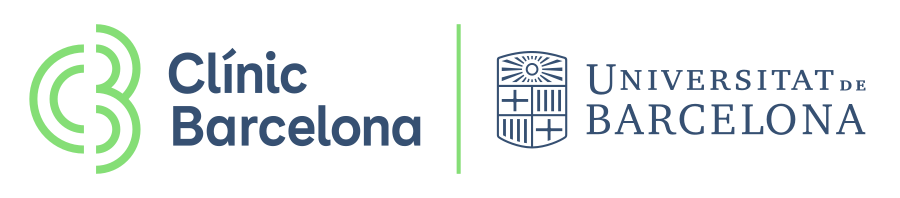 Clínic
Barcelona
UNIVERSITAT DE
BARCELONA